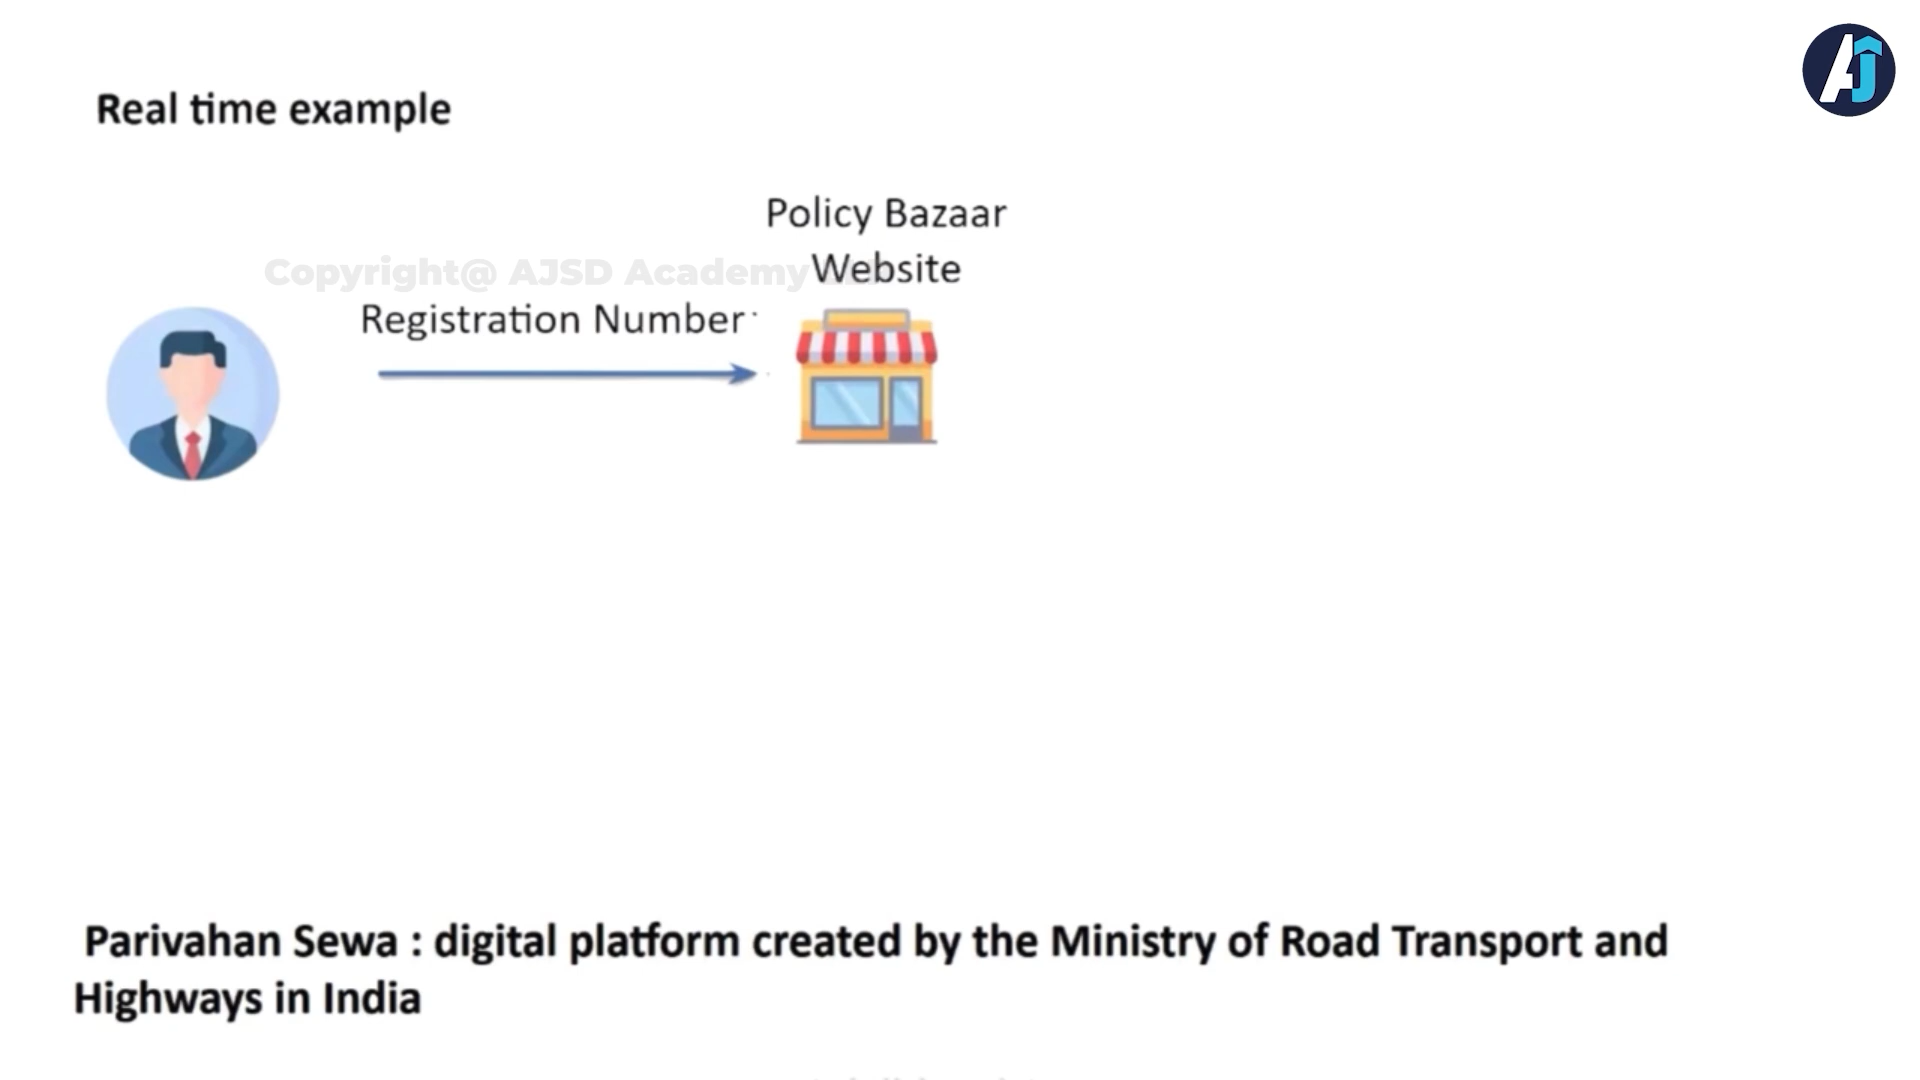 Real time example
Policy Bazaar
Website
Copyright@ AJSD Academy
Registration Number
Parivahan Sewa : digital platform created by the Ministry of Road Transport and
Highways in India
AJ